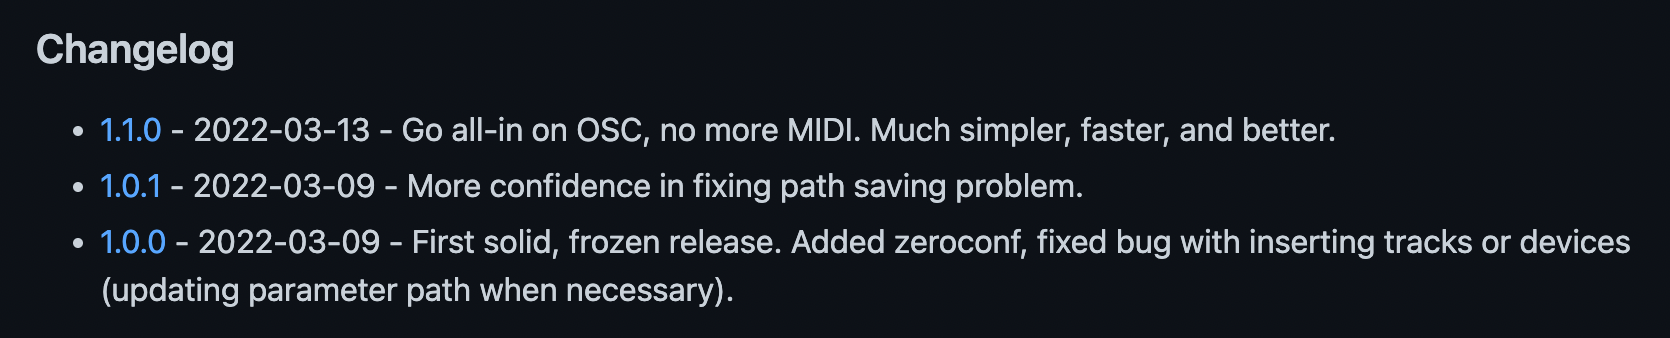 Changelog
• 1.1.0 - 2022-03-13 - Go all-in on OSC, no more MIDI. Much simpler, faster, and better.
• 1.0.1 - 2022-03-09 - More confidence in fixing path saving problem.
• 1.0.0 - 2022-03-09 - First solid, frozen release. Added zeroconf, fixed bug with inserting tracks or devices
(updating parameter path when necessary).